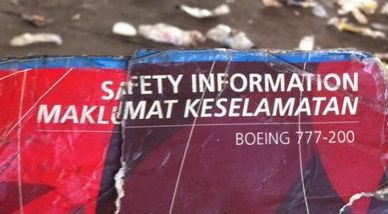 SAFETY INFORMATION
MAKLUMAT KESELAMATAN
BOEING 777-200